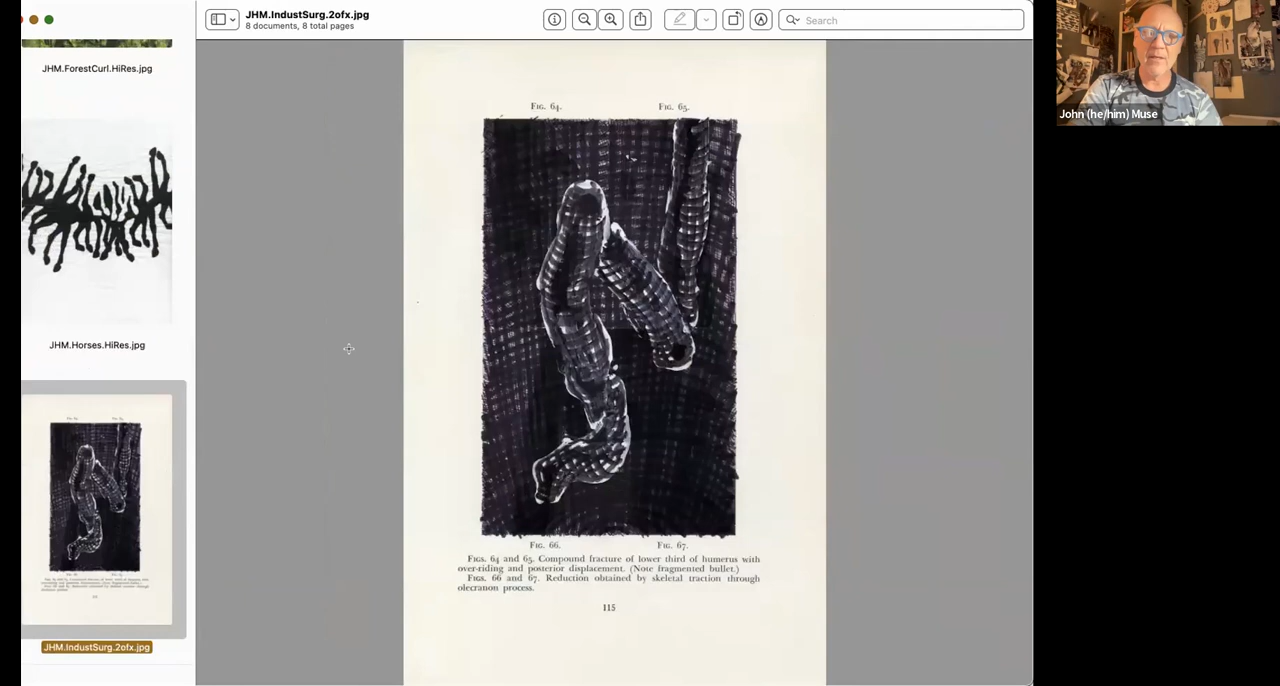 JHM.IndustSurg.2ofx.jpg
8 documents, 8 total pages
Search
JHM.ForestCurl.HiRes.jpg
JHM.Horses.HiRes.jpg
JHM.IndustSurg.2ofx.jpg
FIG. 64.
FIG. 65.
FIG. 66.
FIG. 67.
FIGS. 64 and 65. Compound fracture of lower third of humerus with
over-riding and posterior displacement. (Note fragmented bullet.)
FIGS. 66 and 67. Reduction obtained by skeletal traction through
olecranon process.
115
John (he/him) Muse